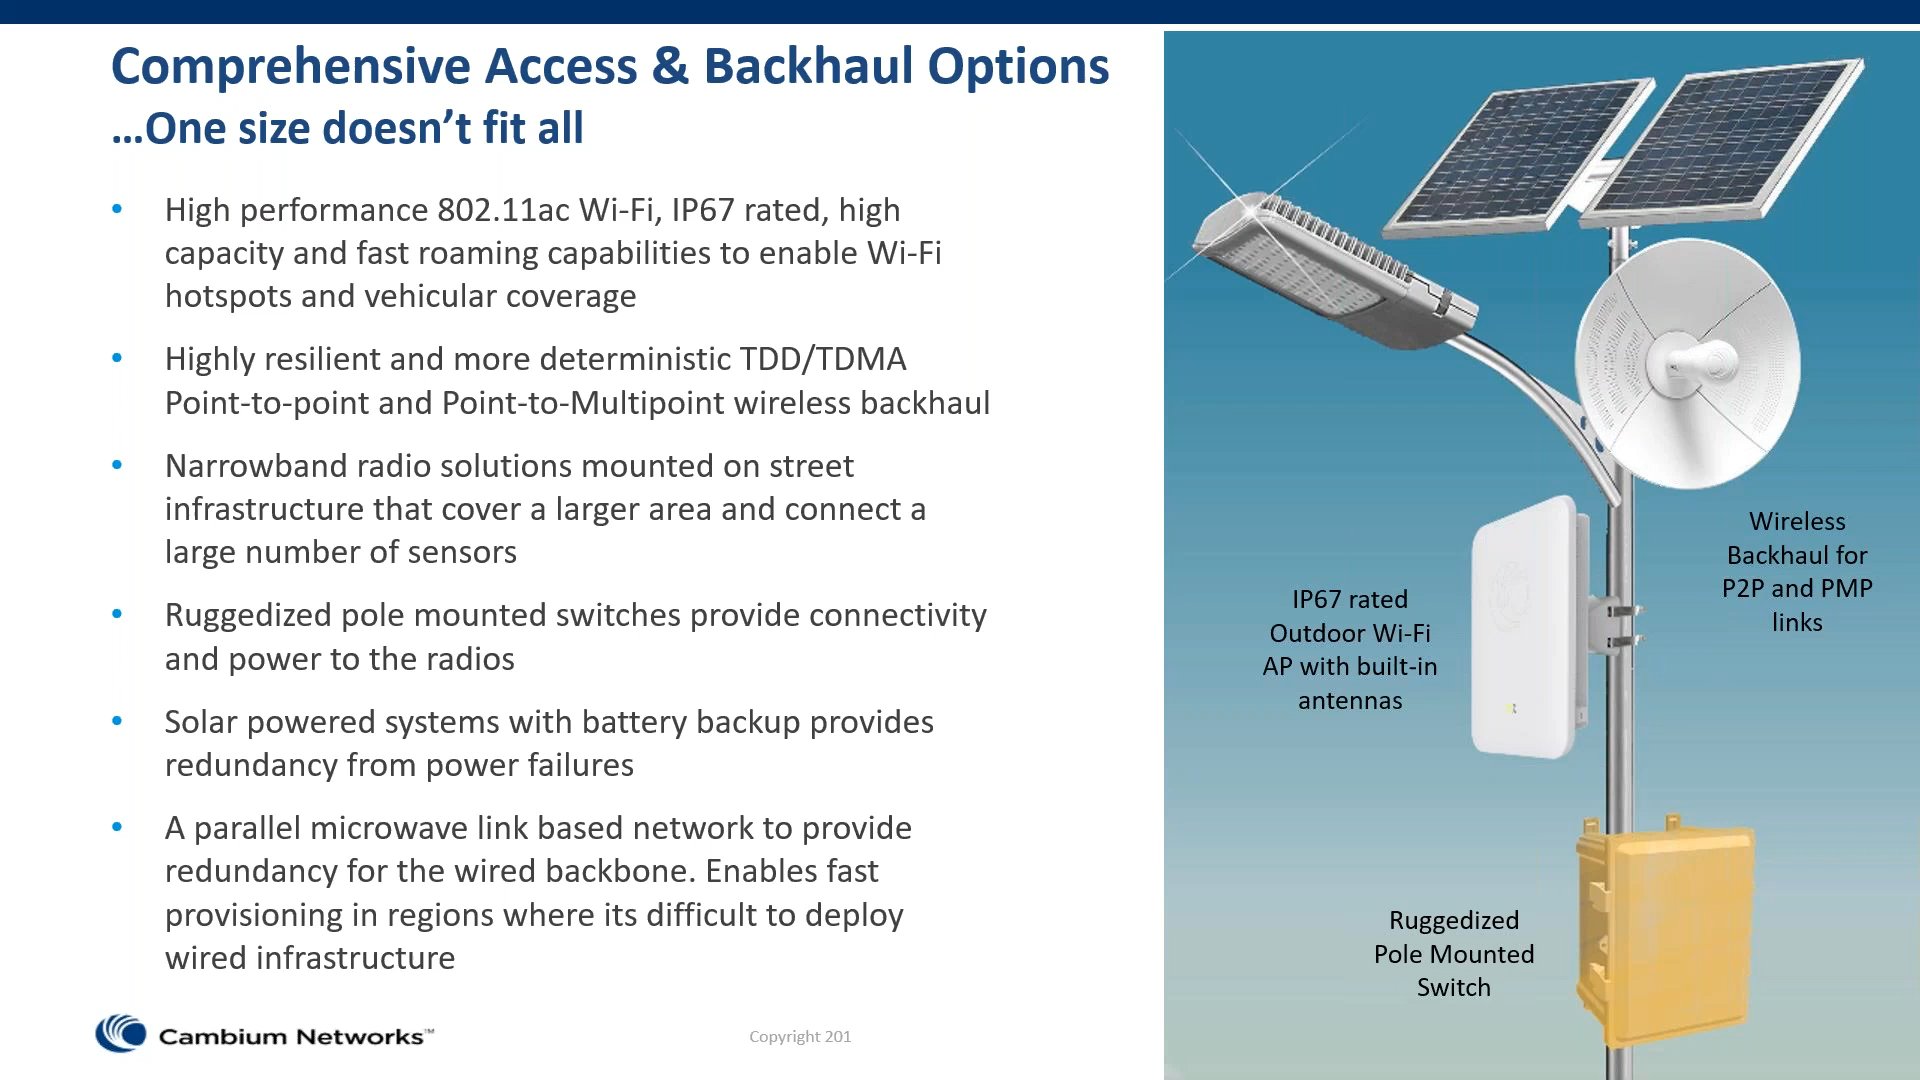 Comprehensive Access & Backhaul Options
...One size doesn’t fit all
• High performance 802.11ac Wi-Fi, IP67 rated, high
capacity and fast roaming capabilities to enable Wi-Fi
hotspots and vehicular coverage
• Highly resilient and more deterministic TDD/TDMA
Point-to-point and Point-to-Multipoint wireless backhaul
• Narrowband radio solutions mounted on street
infrastructure that cover a larger area and connect a
large number of sensors
• Ruggedized pole mounted switches provide connectivity
and power to the radios
• Solar powered systems with battery backup provides
redundancy from power failures
• A parallel microwave link based network to provide
redundancy for the wired backbone. Enables fast
provisioning in regions where its difficult to deploy
wired infrastructure
Wireless
Backhaul for
P2P and PMP
links
IP67 rated
Outdoor Wi-Fi
AP with built-in
antennas
Ruggedized
Pole Mounted
Switch
Cambium Networks™
Copyright 201